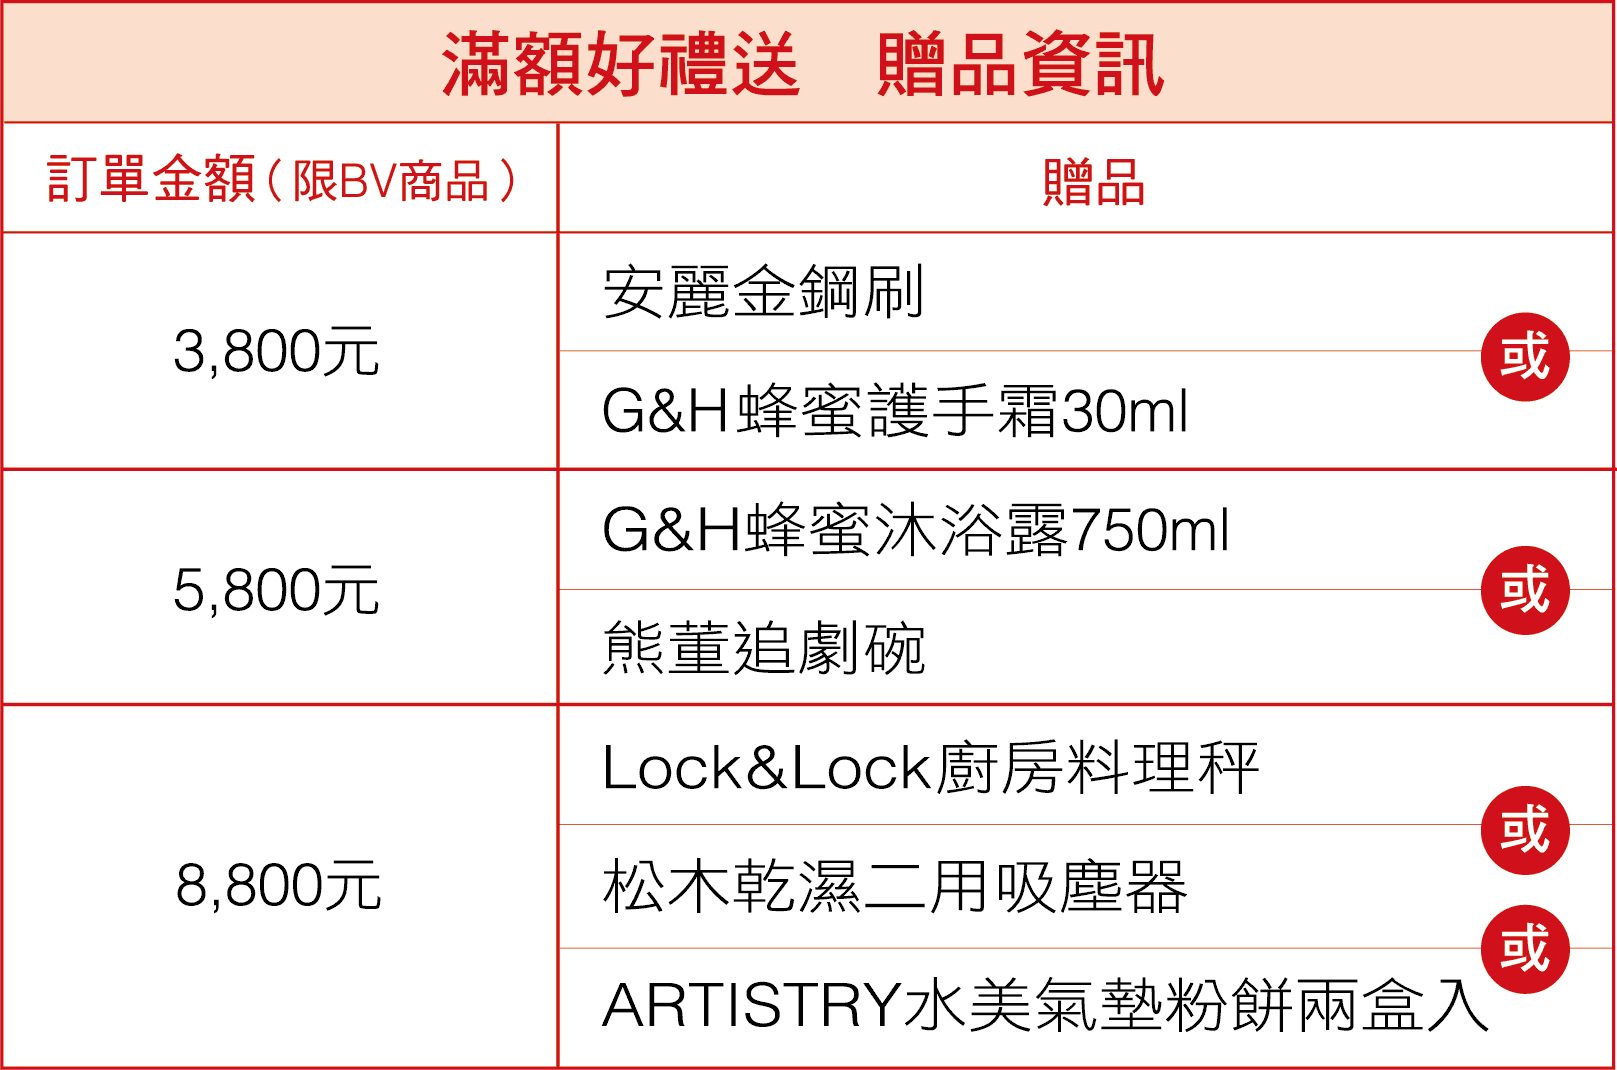 滿額好禮送　贈品資訊
訂單金額（限BV商品）
贈品
3,800元
安麗金鋼刷
或
G&H蜂蜜護手霜30ml
5,800元
G&H蜂蜜沐浴露750ml
或
熊董追劇碗
8,800元
Lock&Lock廚房料理秤
或
松木乾濕二用吸塵器
或
ARTISTRY水美氣墊粉餅兩盒入